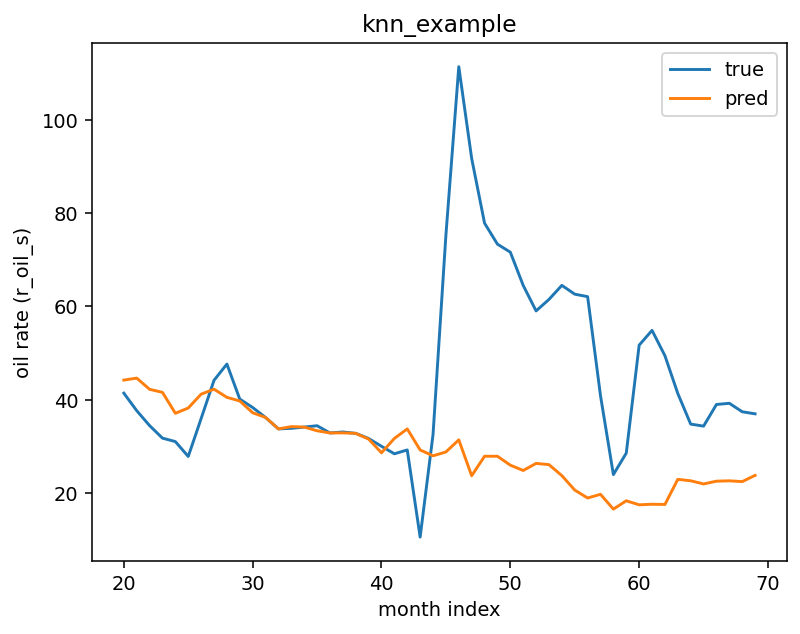 knn_example
true
pred
100
80
60
40
20
oil rate (r_oil_s)
20 30 40 50 60 70
month index